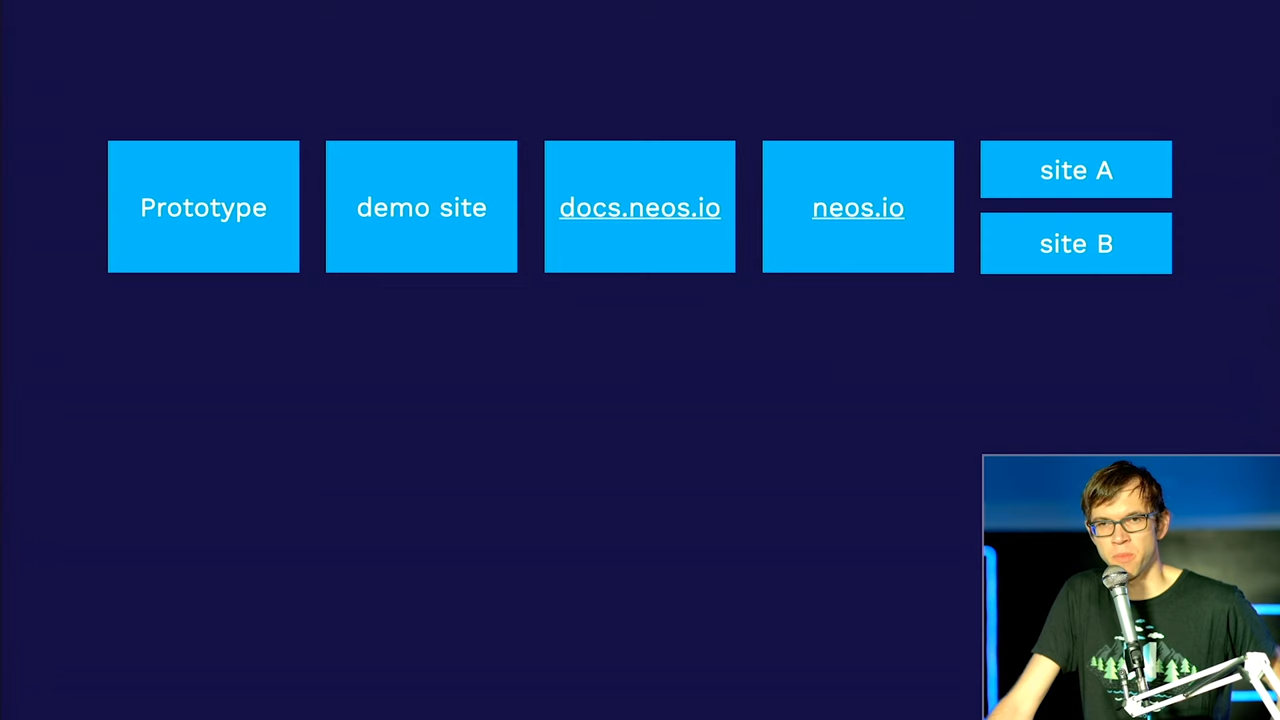 Prototype
demo site
docs.neos.io
neos.io
site A
site B